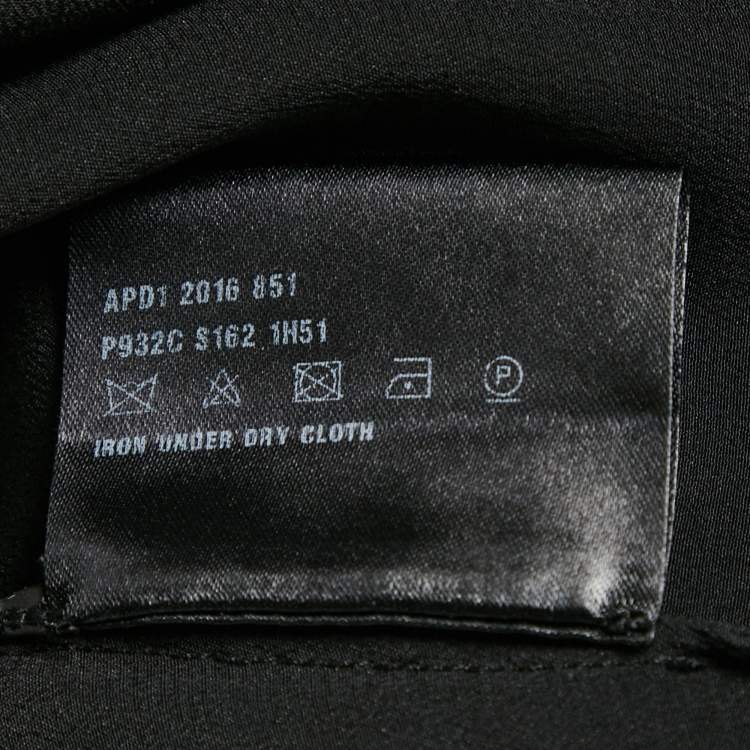 APD1 2016 851
P932C S162 1H51
P
IRON UNDER DRY CLOTH